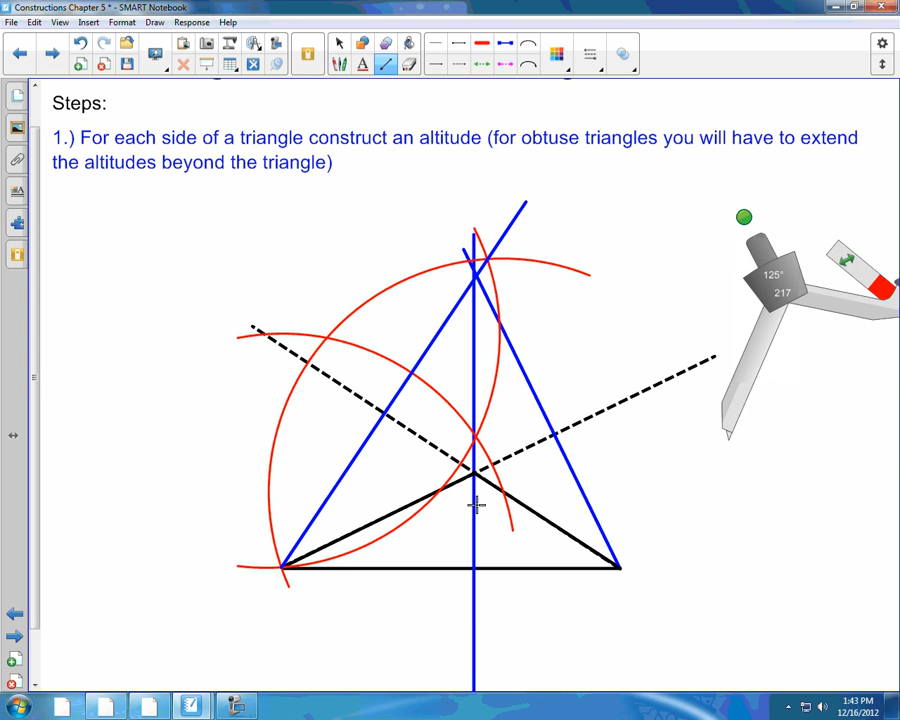 Constructions Chapter 5 * - SMART Notebook
File Edit View Insert Format Draw Response Help
Steps:
1.) For each side of a triangle construct an altitude (for obtuse triangles you will have to extend
the altitudes beyond the triangle)
125°
217
1:43 PM
12/16/2012